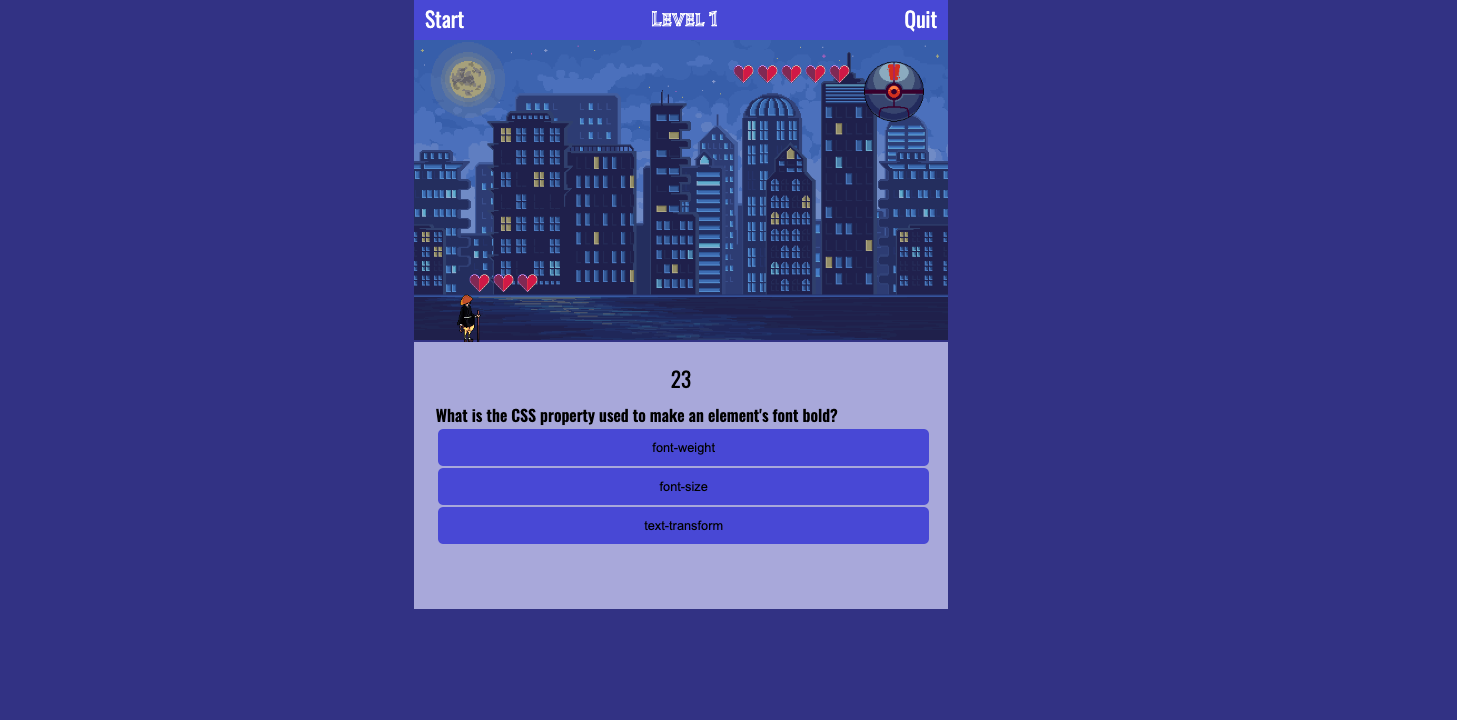 Start
Level 1
Quit
23
What is the CSS property used to make an element's font bold?
font-weight
font-size
text-transform